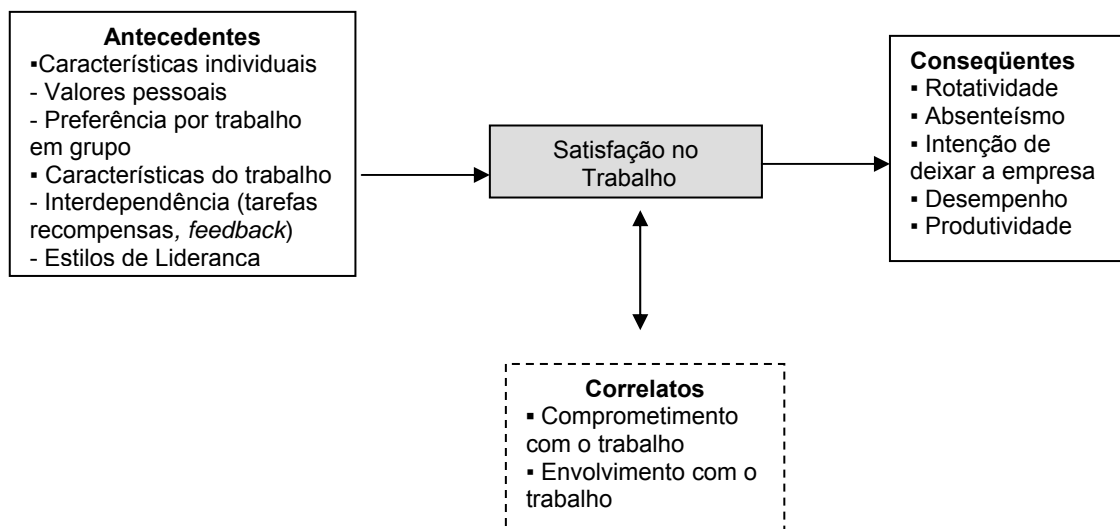 Antecedentes
▪Características individuais
- Valores pessoais
- Preferência por trabalho
em grupo
▪ Características do trabalho
- Interdependência (tarefas
recompensas, feedback)
- Estilos de Lideranca
Satisfação no
Trabalho
Conseqüentes
▪ Rotatividade
▪ Absenteísmo
▪ Intenção de
deixar a empresa
▪ Desempenho
▪ Produtividade
Correlatos
▪ Comprometimento
com o trabalho
▪ Envolvimento com o
trabalho